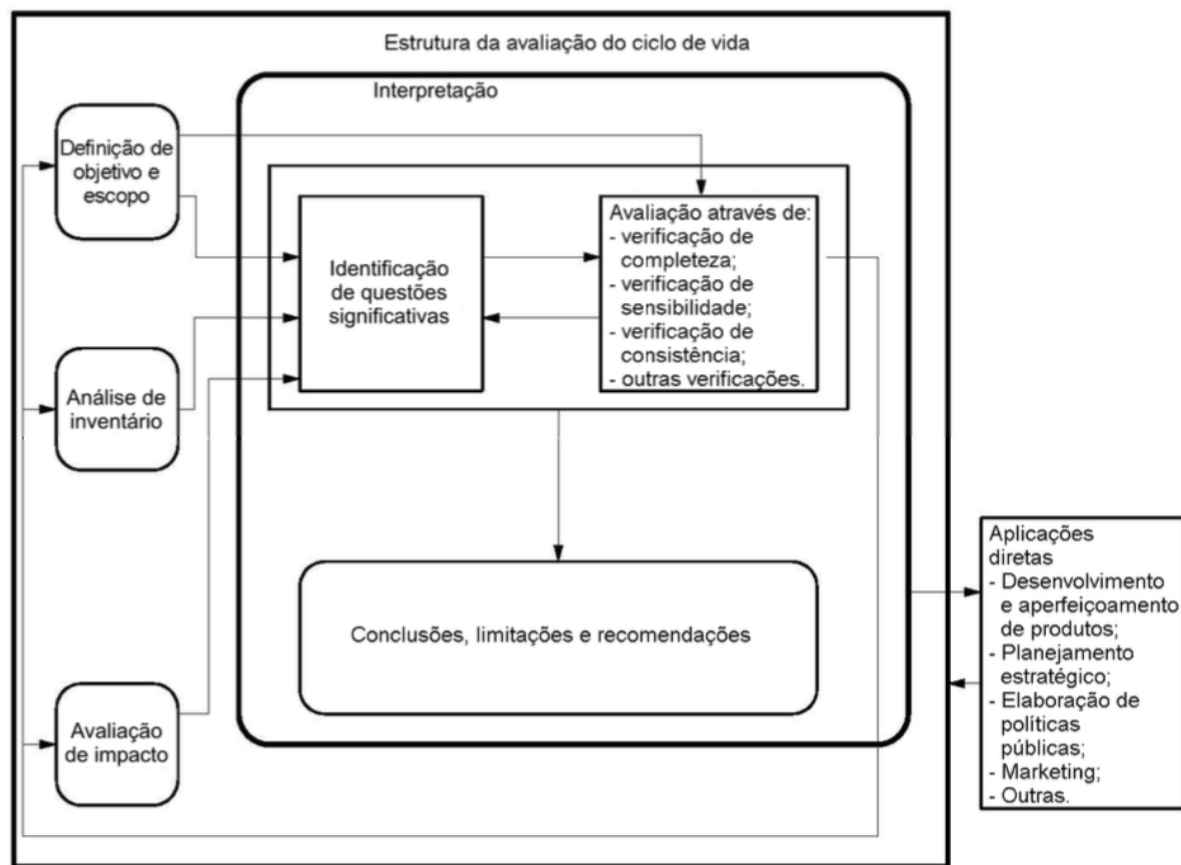 Estrutura da avaliação do ciclo de vida
Interpretação
Definição de
objetivo e
escopo
Identificação
de questões
significativas
Avaliação através de:
- verificação de
completeza;
- verificação de
sensibilidade;
- verificação de
consistência;
- outras verificações.
Análise de
inventário
Conclusões, limitações e recomendações
Avaliação
de impacto
Aplicações
diretas
- Desenvolvimento
e aperfeiçoamento
de produtos;
- Planejamento
estratégico;
- Elaboração de
políticas
públicas;
- Marketing;
- Outras.